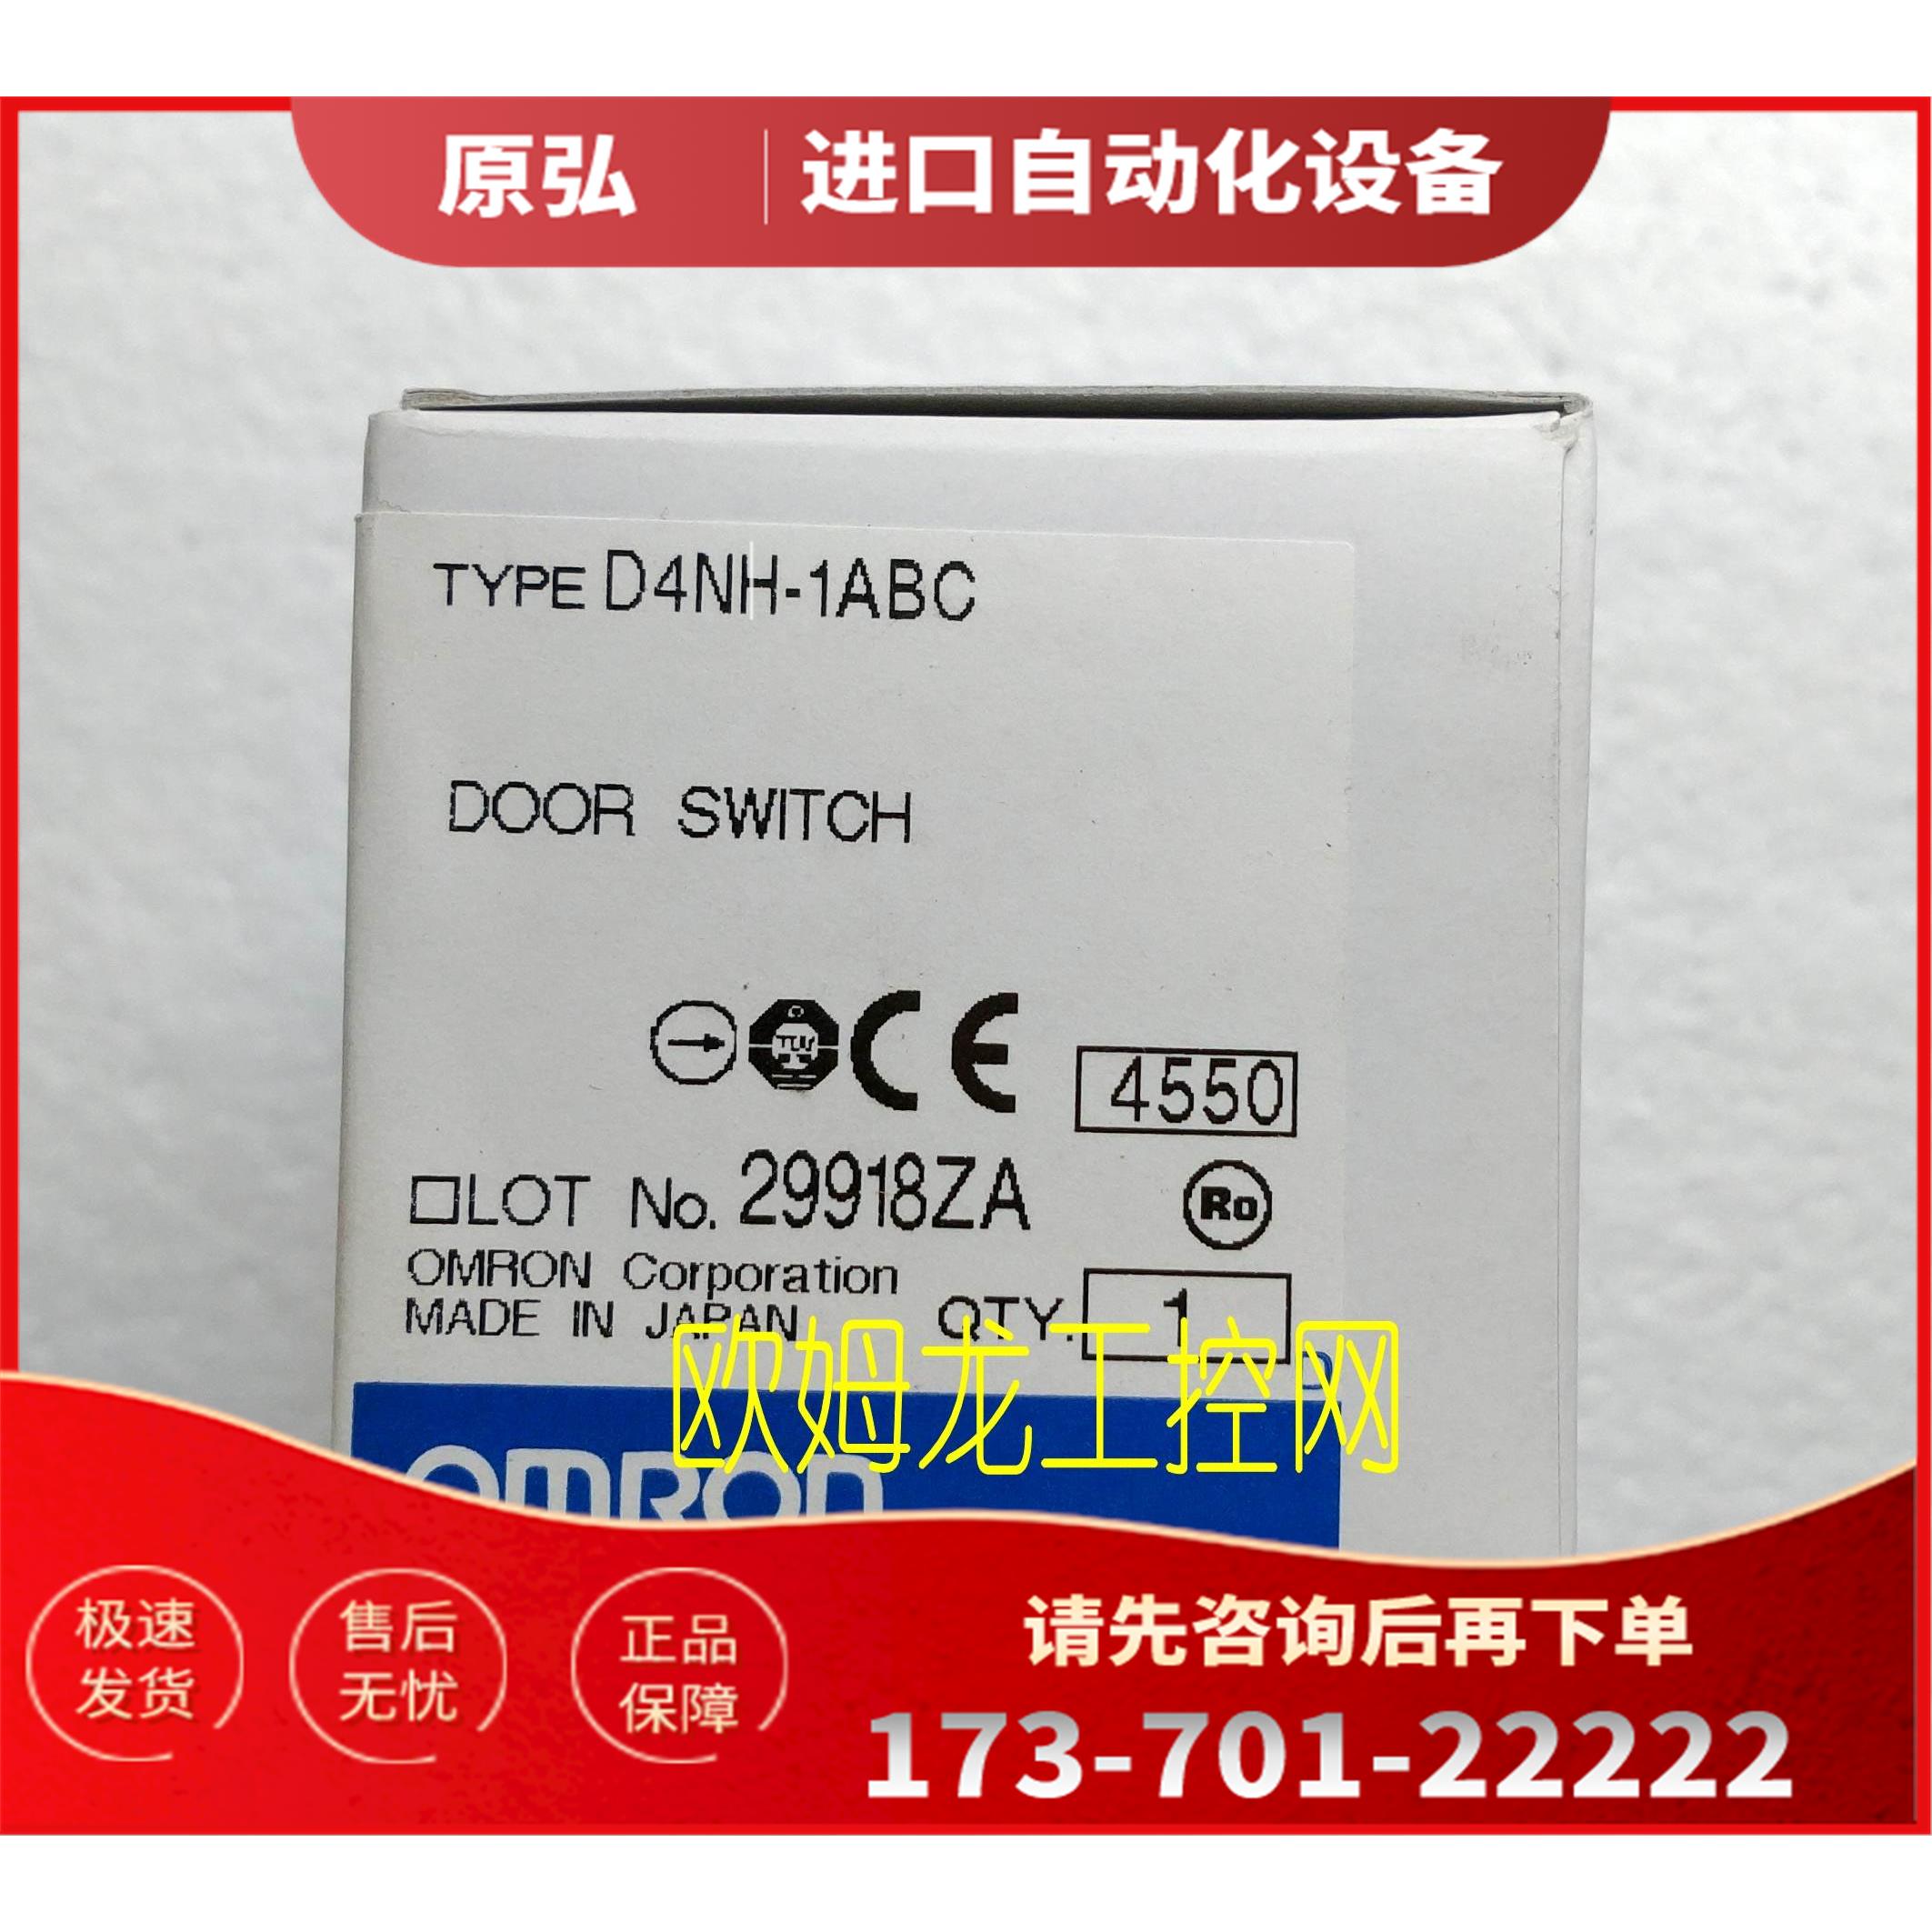 原弘 进口自动化设备
TYPE D4NH-1ABC
DOOR SWITCH
TUV
CE
4550
LOT No. 29918ZA
Ro
OMRON Corporation
MADE IN JAPAN QTY. 1
欧姆龙工控网
OMRON
极速
发货
售后
无忧
正品
保障
请先咨询后再下单
173-701-22222